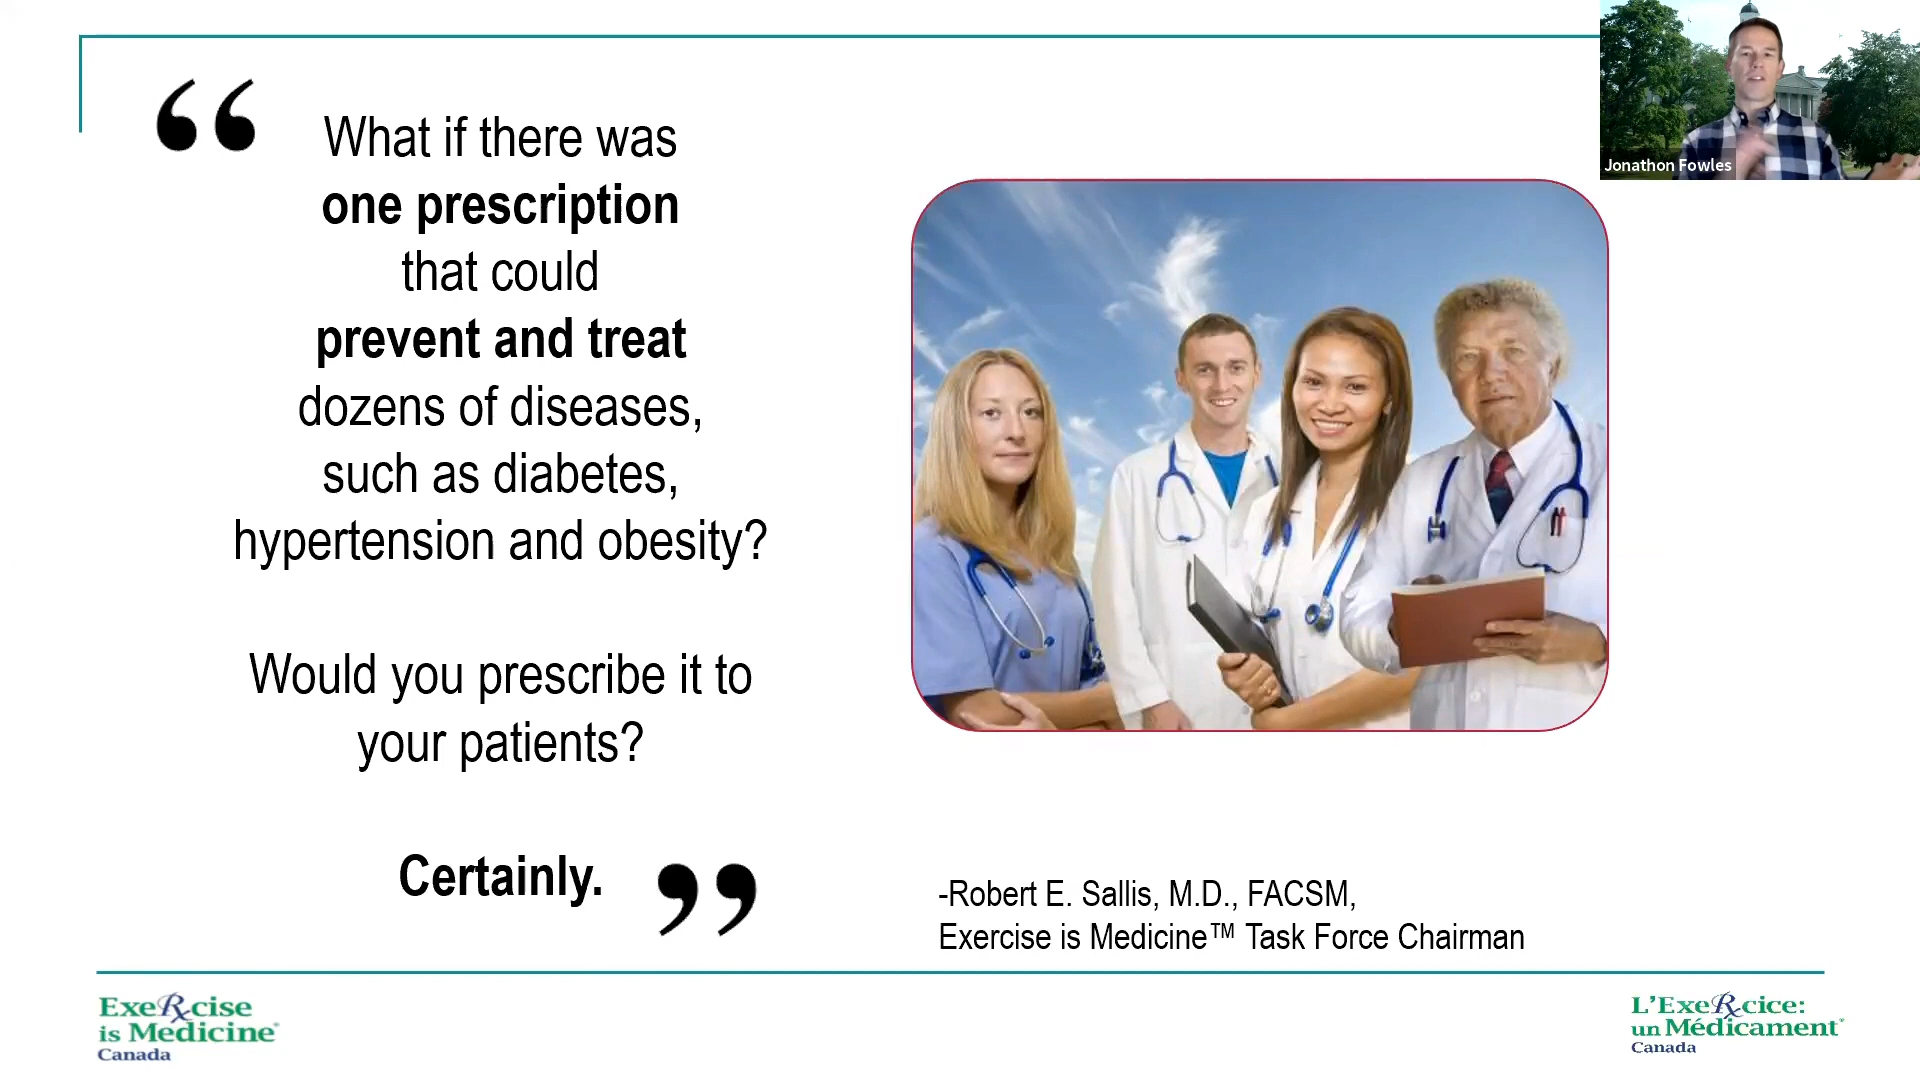 “
What if there was
one prescription
that could
prevent and treat
dozens of diseases,
such as diabetes,
hypertension and obesity?
Would you prescribe it to
your patients?
Certainly. ”
Jonathon Fowles
-Robert E. Sallis, M.D., FACSM,
Exercise is Medicine™ Task Force Chairman
ExeRxcise
is Medicine®
Canada
L'ExeRxcice:
un Médicament®
Canada